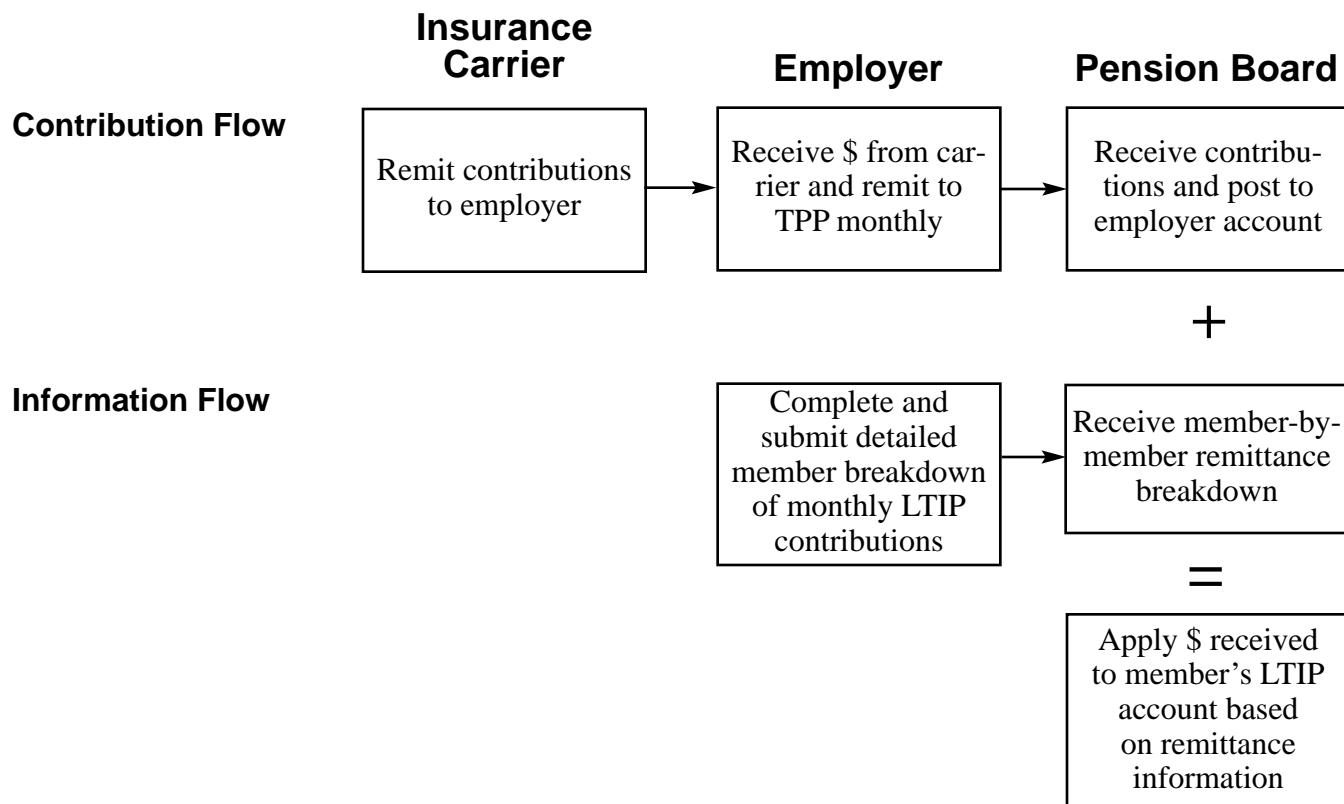 Insurance
Carrier
Employer
Pension Board
Contribution Flow
Remit contributions
to employer
Receive $ from car-
rier and remit to
TPP monthly
Receive contribu-
tions and post to
employer account
+
Information Flow
Complete and
submit detailed
member breakdown
of monthly LTIP
contributions
Receive member-by-
member remittance
breakdown
=
Apply $ received
to member’s LTIP
account based
on remittance
information